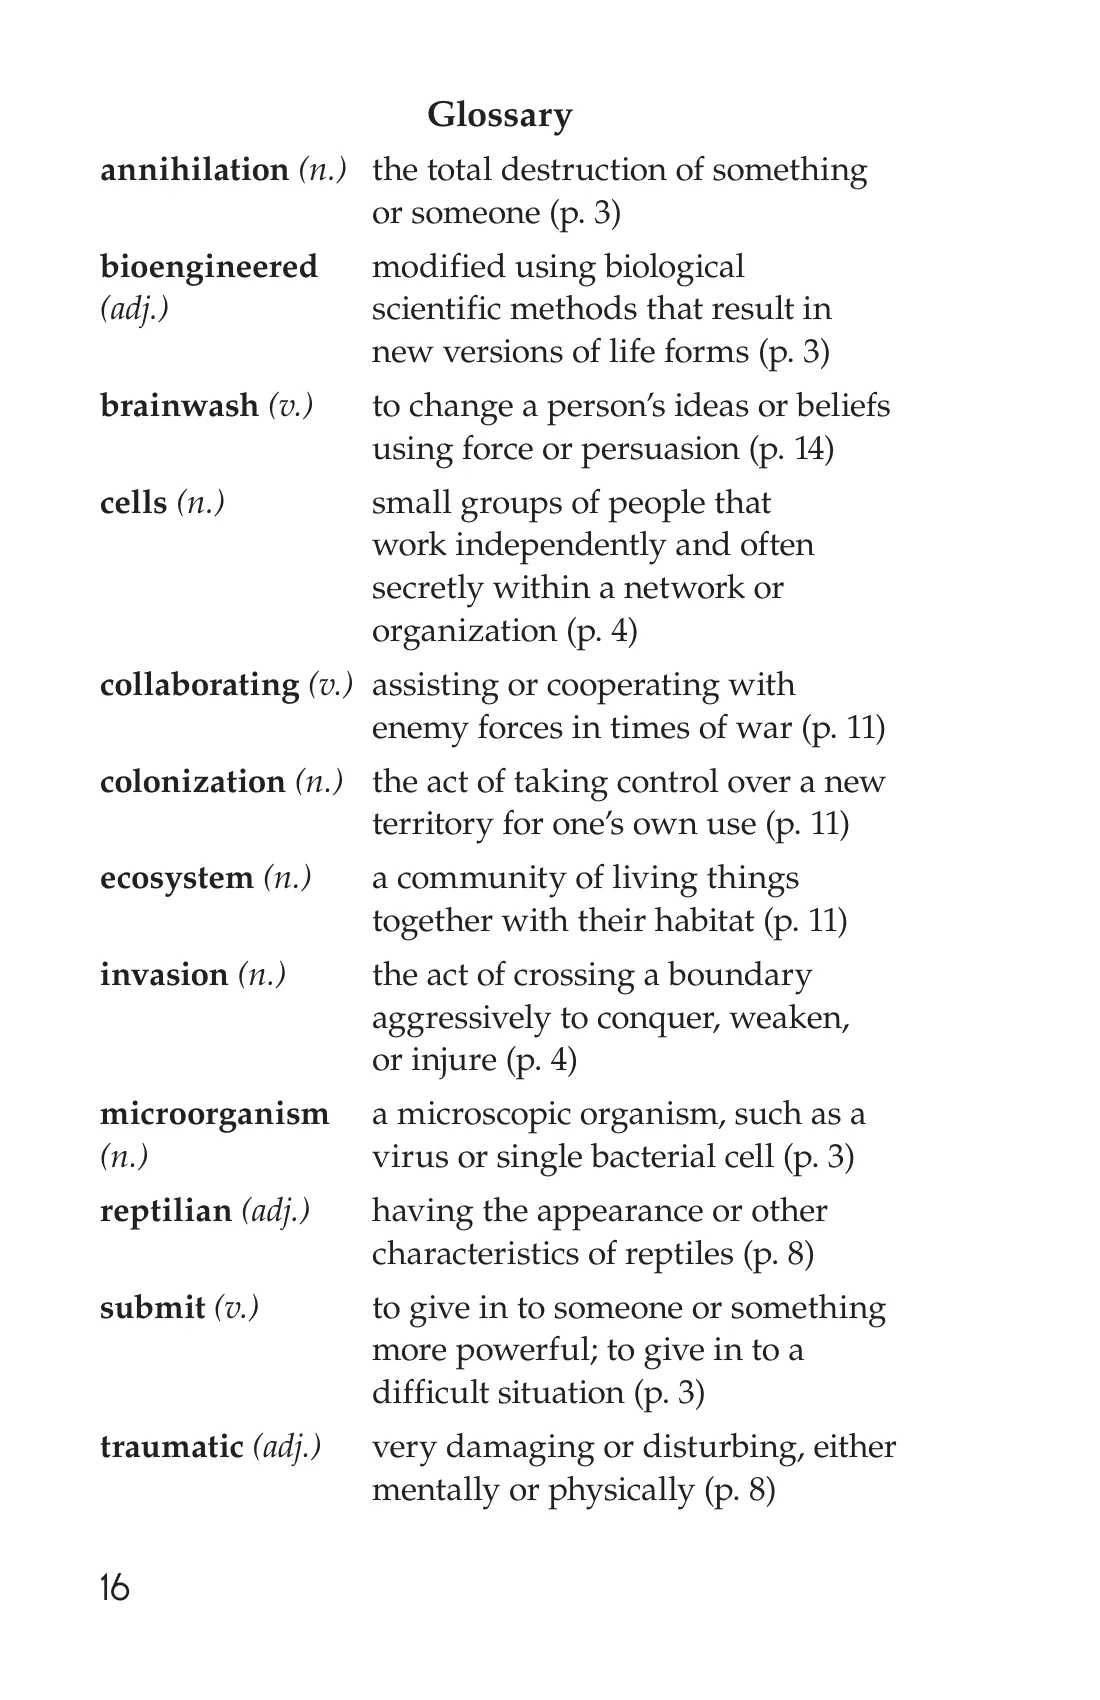 Glossary
annihilation (n.) the total destruction of something
or someone (p. 3)
bioengineered modified using biological
(adj.) scientific methods that result in
new versions of life forms (p. 3)
brainwash (v.) to change a person’s ideas or beliefs
using force or persuasion (p. 14)
cells (n.) small groups of people that
work independently and often
secretly within a network or
organization (p. 4)
collaborating (v.) assisting or cooperating with
enemy forces in times of war (p. 11)
colonization (n.) the act of taking control over a new
territory for one’s own use (p. 11)
ecosystem (n.) a community of living things
together with their habitat (p. 11)
invasion (n.) the act of crossing a boundary
aggressively to conquer, weaken,
or injure (p. 4)
microorganism a microscopic organism, such as a
(n.) virus or single bacterial cell (p. 3)
reptilian (adj.) having the appearance or other
characteristics of reptiles (p. 8)
submit (v.) to give in to someone or something
more powerful; to give in to a
difficult situation (p. 3)
traumatic (adj.) very damaging or disturbing, either
mentally or physically (p. 8)
16